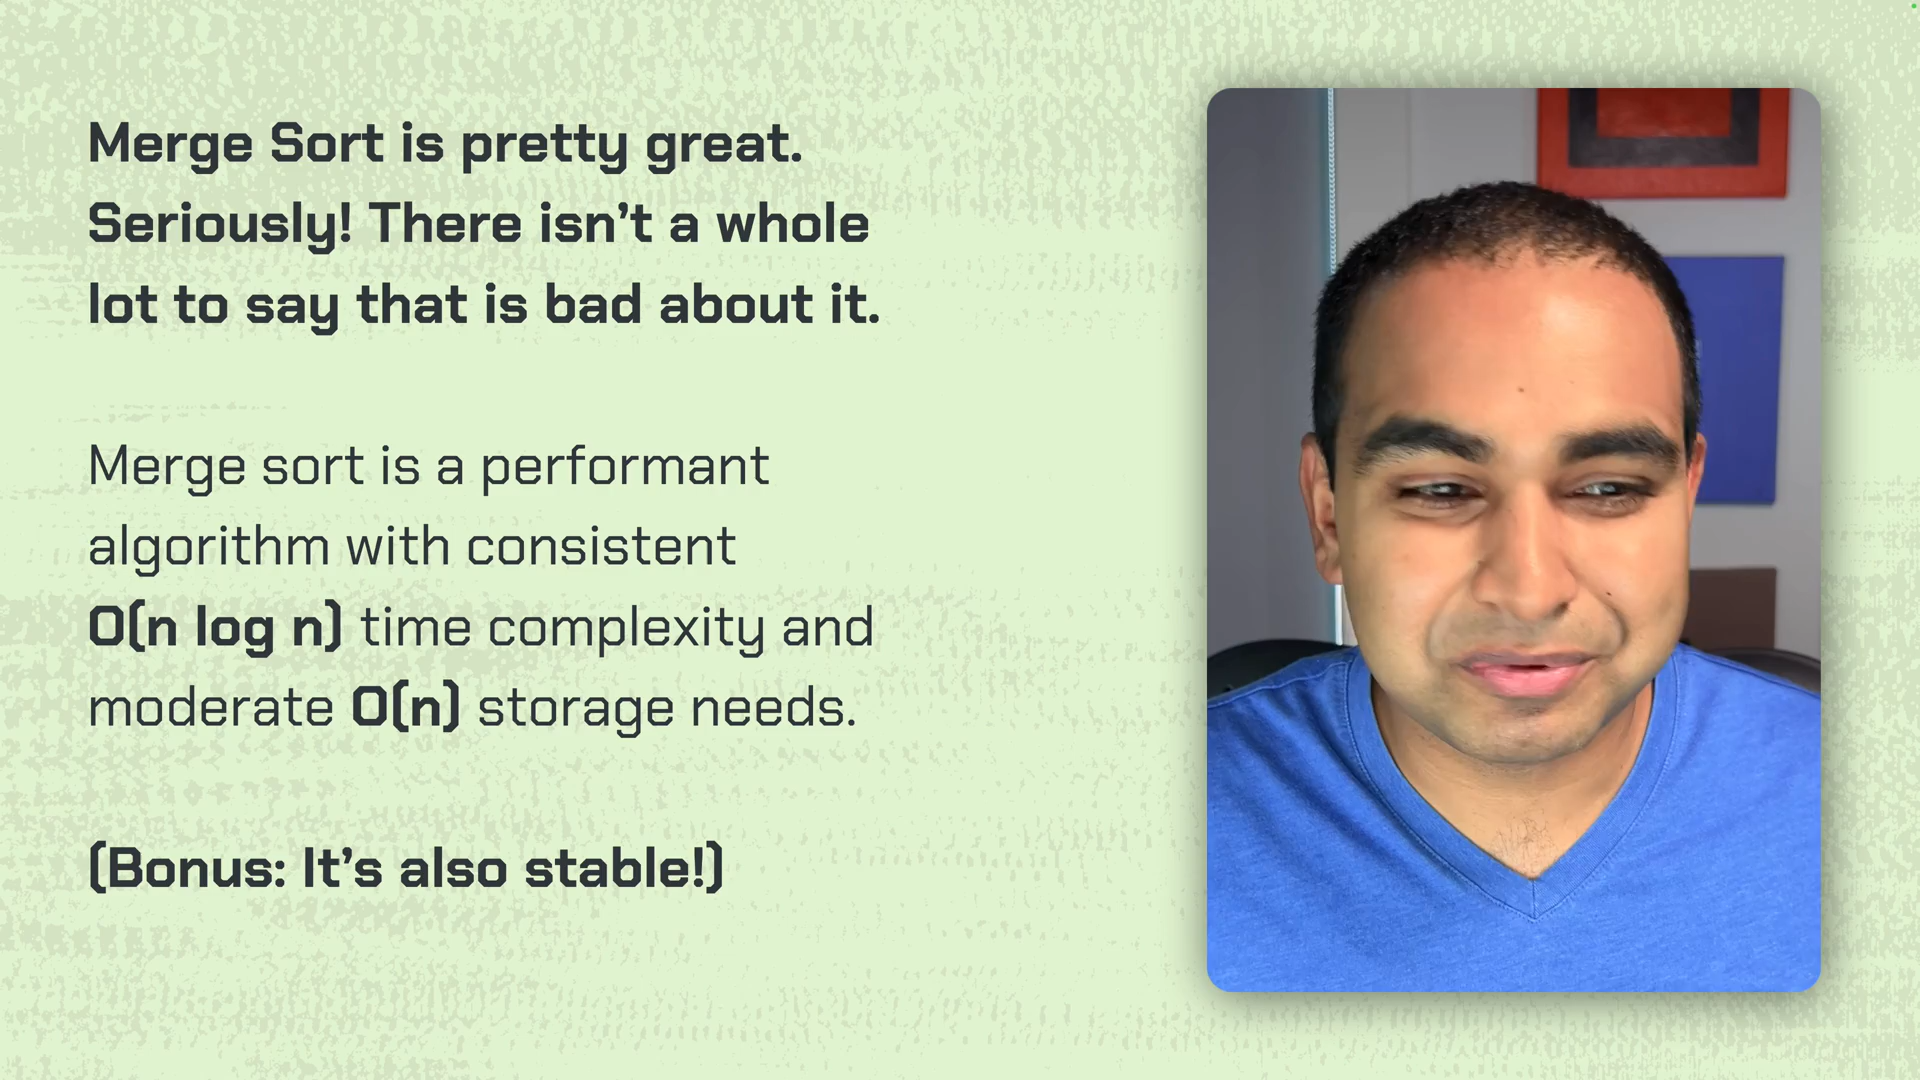 Merge Sort is pretty great.
Seriously! There isn’t a whole
lot to say that is bad about it.
Merge sort is a performant
algorithm with consistent
O(n log n) time complexity and
moderate O(n) storage needs.
(Bonus: It’s also stable!)